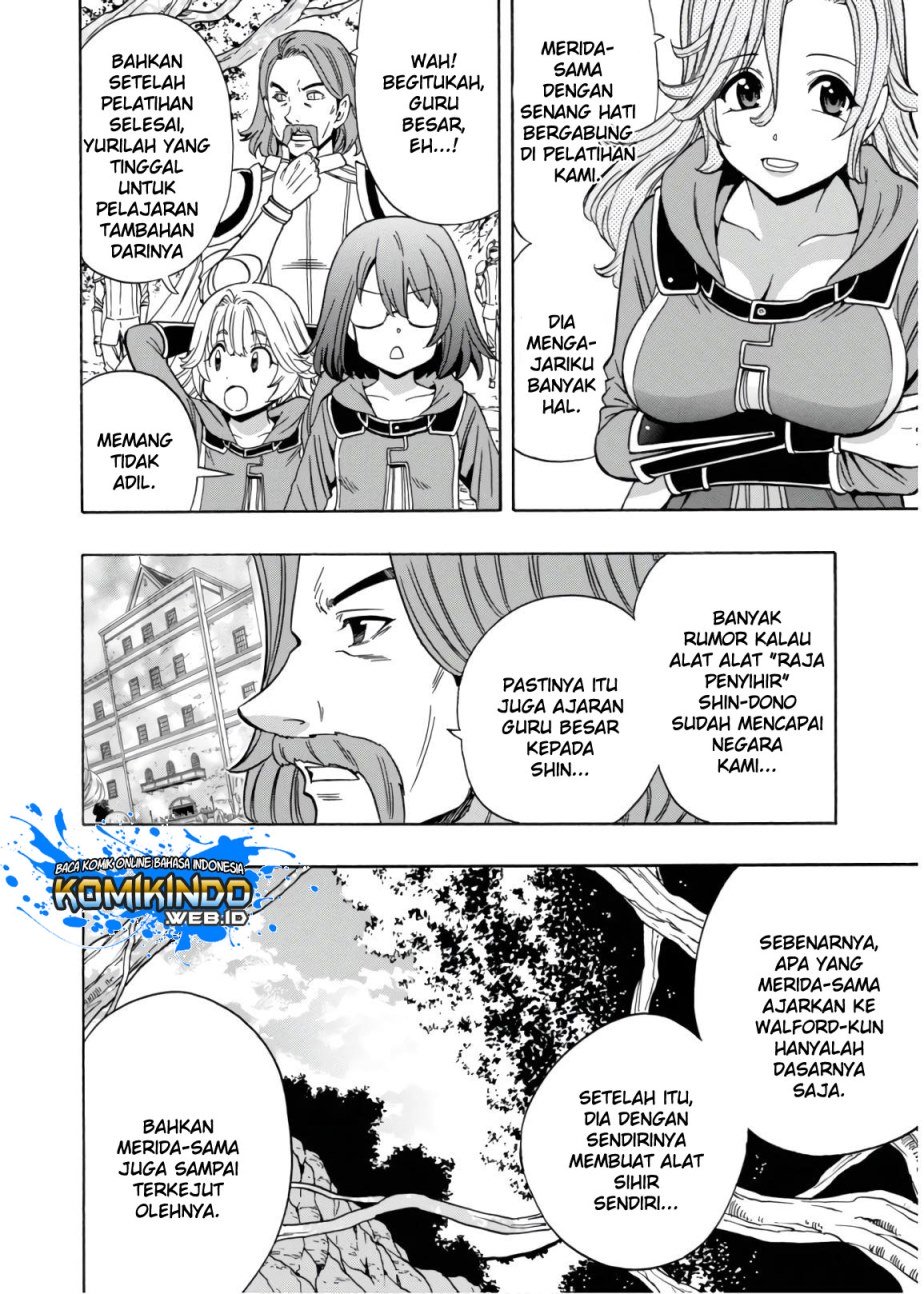 MERIDA-
SAMA
DENGAN
SENANG HATI
BERGABUNG
DI PELATIHAN
KAMI.
DIA
MENGA-
JARIKU
BANYAK
HAL.
WAH!
BEGITUKAH,
GURU
BESAR,
EH...!
BAHKAN
SETELAH
PELATIHAN
SELESAI,
YURILAH YANG
TINGGAL
UNTUK
PELAJARAN
TAMBAHAN
DARINYA
MEMANG
TIDAK
ADIL.
BANYAK
RUMOR KALAU
ALAT ALAT "RAJA
PENYIHIR"
SHIN-DONO
SUDAH MENCAPAI
NEGARA
KAMI...
PASTINYA ITU
JUGA AJARAN
GURU BESAR
KEPADA
SHIN...
BACA KOMIK ONLINE BAHASA INDONESIA
KOMIKINDO
WEB.ID
SEBENARNYA,
APA YANG
MERIDA-SAMA
AJARKAN KE
WALFORD-KUN
HANYALAH
DASARNYA
SAJA.
SETELAH ITU,
DIA DENGAN
SENDIRINYA
MEMBUAT ALAT
SIHIR
SENDIRI...
BAHKAN
MERIDA-SAMA
JUGA SAMPAI
TERKEJUT
OLEHNYA.